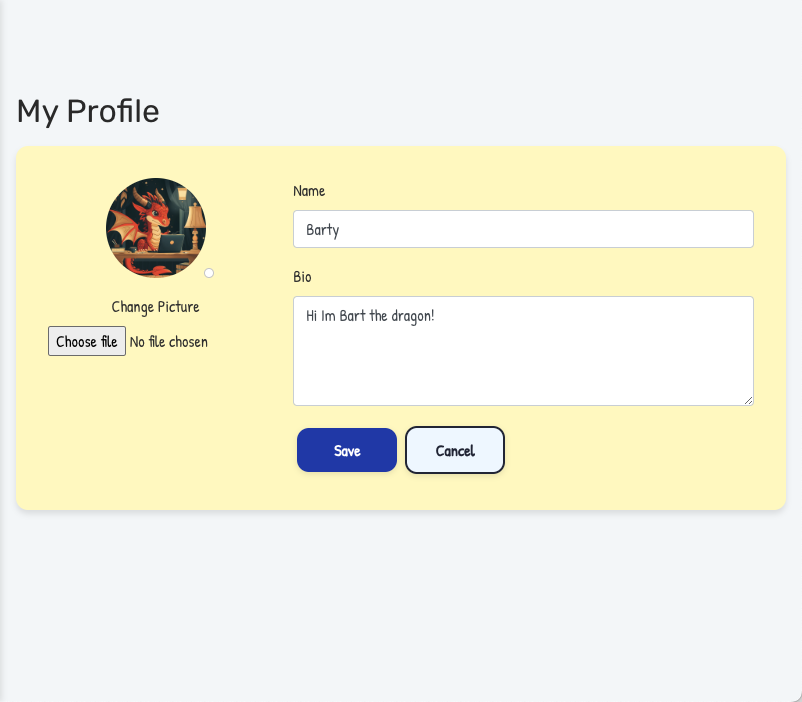 My Profile
Name
Barty
Bio
Hi Im Bart the dragon!
Change Picture
Choose file No file chosen
Save Cancel